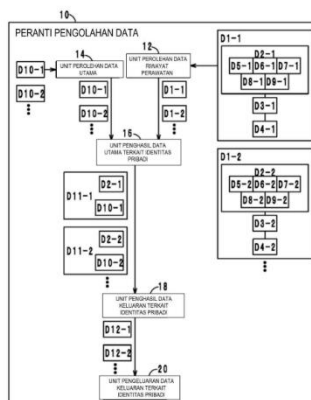 10
PERANTI PENGOLAHAN DATA
14
12
D10-1
UNIT PEROLEHAN DATA
UTAMA
UNIT PEROLEHAN DATA
RIWAYAT
PERAWATAN
D10-2
D10-1
D10-2
D1-1
D1-2
16
UNIT PENGHASIL DATA
UTAMA TERKAIT IDENTITAS
PRIBADI
D2-1
D10-1
D11-1
D2-2
D10-2
D11-2
18
UNIT PENGHASIL DATA
KELUARAN TERKAIT
IDENTITAS PRIBADI
D12-1
D12-2
20
UNIT PENGELUARAN DATA
KELUARAN TERKAIT
IDENTITAS PRIBADI
D1-1
D2-1
D5-1 D6-1 D7-1
D8-1 D9-1
D3-1
D4-1
D1-2
D2-2
D5-2 D6-2 D7-2
D8-2 D9-2
D3-2
D4-2